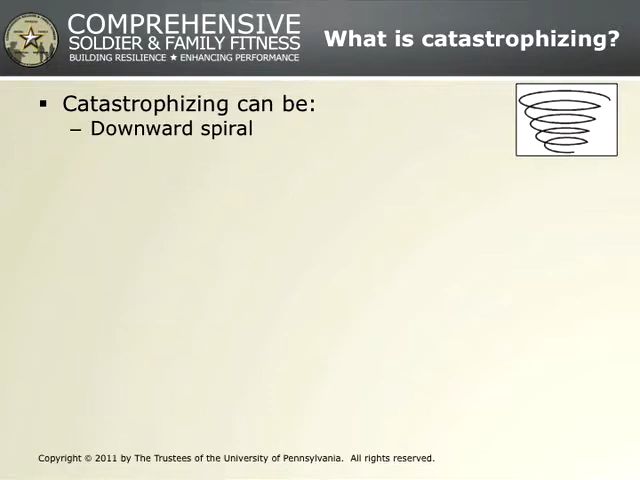 COMPREHENSIVE
SOLDIER & FAMILY FITNESS
BUILDING RESILIENCE ★ ENHANCING PERFORMANCE
What is catastrophizing?
▪ Catastrophizing can be:
– Downward spiral
Copyright © 2011 by The Trustees of the University of Pennsylvania. All rights reserved.